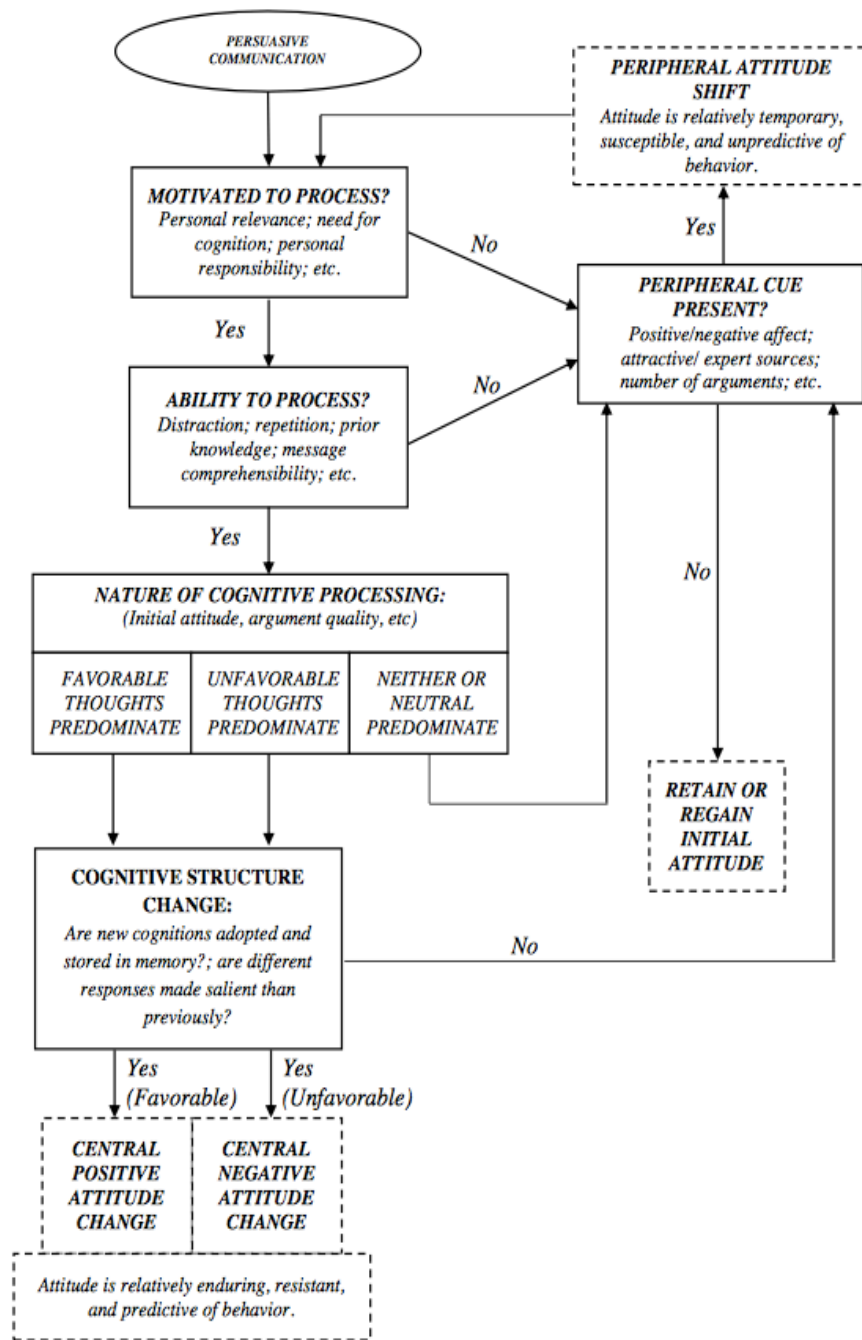 PERSUASIVE
COMMUNICATION
PERIPHERAL ATTITUDE
SHIFT
Attitude is relatively temporary,
susceptible, and unpredictive of
behavior.
MOTIVATED TO PROCESS?
Personal relevance; need for
cognition; personal
responsibility; etc.
No
Yes
PERIPHERAL CUE
PRESENT?
Positive/negative affect;
attractive/ expert sources;
number of arguments; etc.
Yes
No
ABILITY TO PROCESS?
Distraction; repetition; prior
knowledge; message
comprehensibility; etc.
Yes
No
NATURE OF COGNITIVE PROCESSING:
(Initial attitude, argument quality, etc)
FAVORABLE
THOUGHTS
PREDOMINATE
UNFAVORABLE
THOUGHTS
PREDOMINATE
NEITHER OR
NEUTRAL
PREDOMINATE
RETAIN OR
REGAIN
INITIAL
ATTITUDE
COGNITIVE STRUCTURE
CHANGE:
Are new cognitions adopted and
stored in memory?; are different
responses made salient than
previously?
No
Yes
(Favorable)
Yes
(Unfavorable)
CENTRAL
POSITIVE
ATTITUDE
CHANGE
CENTRAL
NEGATIVE
ATTITUDE
CHANGE
Attitude is relatively enduring, resistant,
and predictive of behavior.